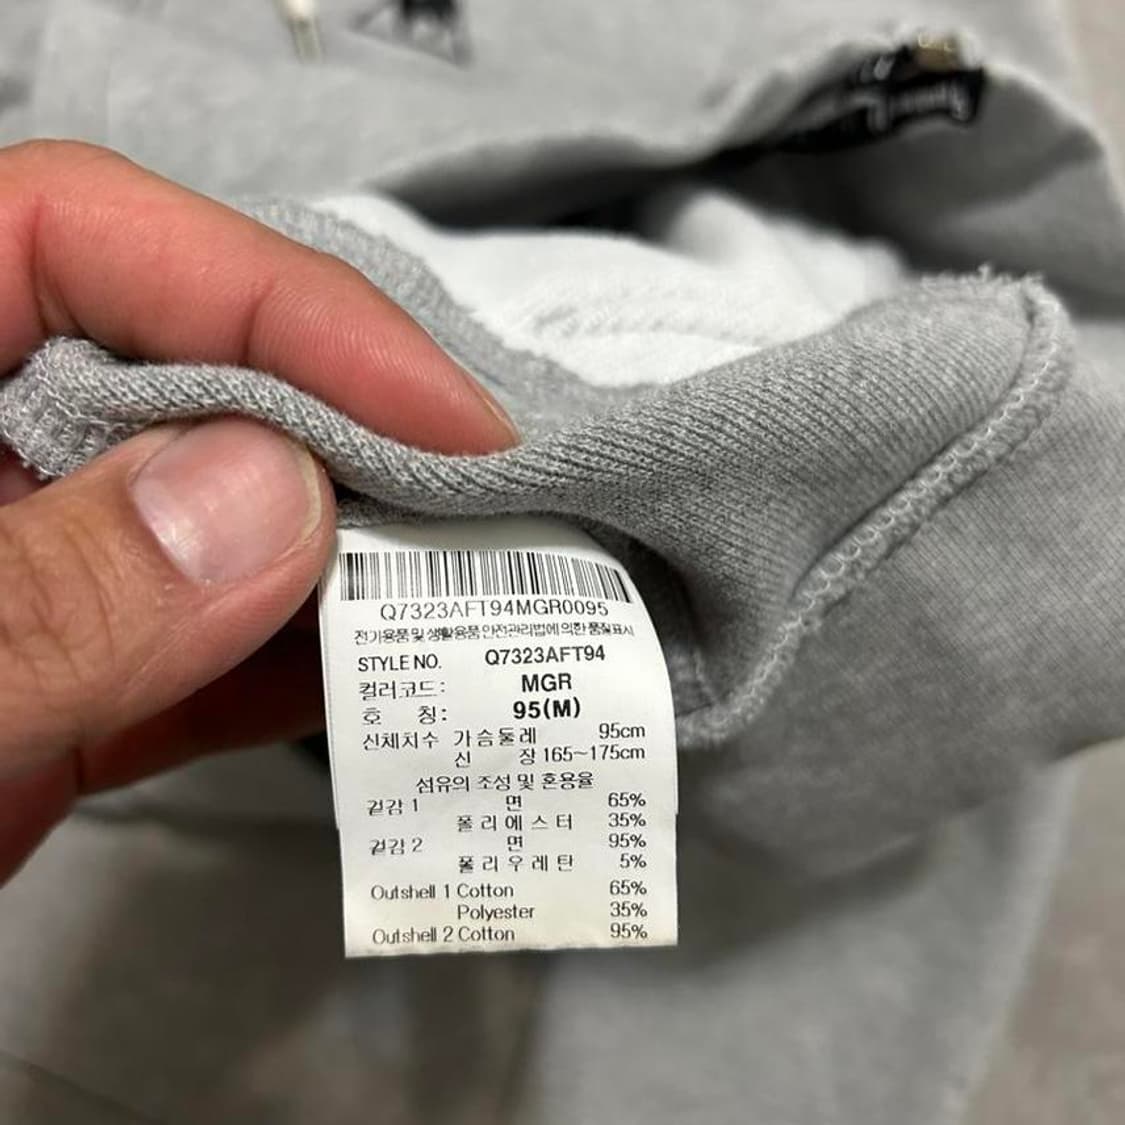 Q7323AFT94MGR0095
전기용품 및 생활용품 안전관리법에 의한 품질표시
STYLE NO. Q7323AFT94
컬러코드: MGR
호 칭: 95(M)
신체치수 가슴둘레 95cm
신 장 165~175cm
섬유의 조성 및 혼용율
겉감 1 면 65%
폴리에스터 35%
겉감 2 면 95%
폴리우레탄 5%
Outshell 1 Cotton 65%
Polyester 35%
Outshell 2 Cotton 95%